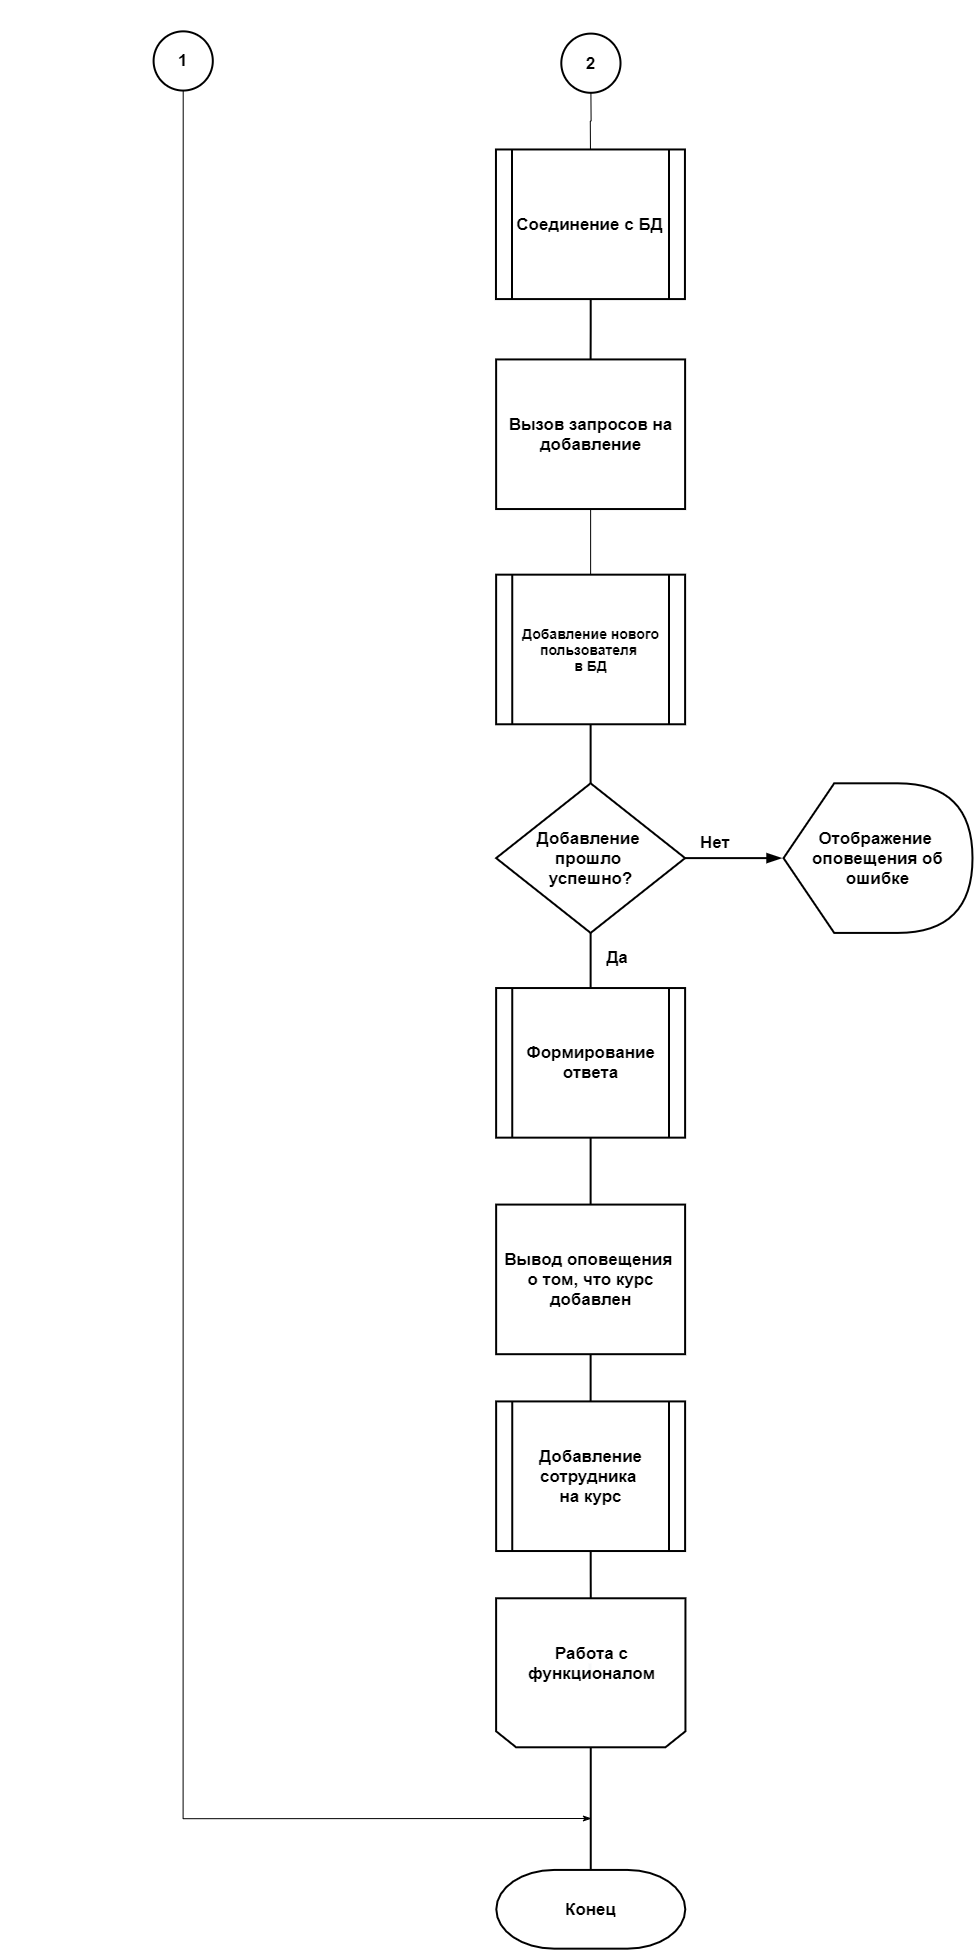 1
2
Соединение с БД
Вызов запросов на
добавление
Добавление нового
пользователя
в БД
Добавление
прошло
успешно?
Нет
Отображение
оповещения об
ошибке
Да
Формирование
ответа
Вывод оповещения
о том, что курс
добавлен
Добавление
сотрудника
на курс
Работа с
функционалом
Конец